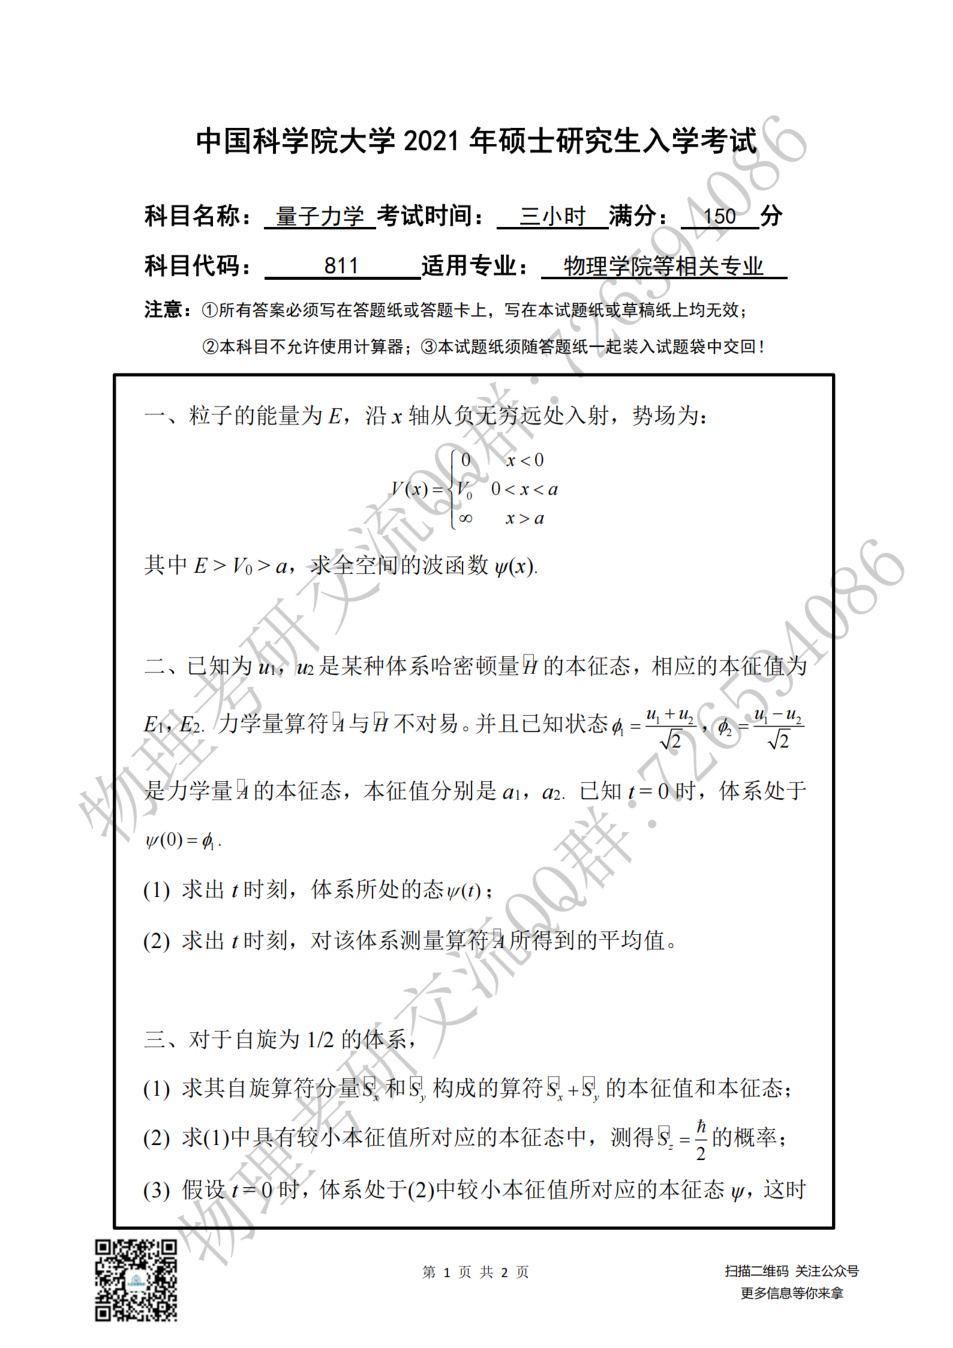 中国科学院大学 2021 年硕士研究生入学考试
科目名称： 量子力学 考试时间： 三小时 满分： 150 分
科目代码： 811 适用专业： 物理学院等相关专业
注意：①所有答案必须写在答题纸或答题卡上，写在本试题纸或草稿纸上均无效；
②本科目不允许使用计算器；③本试题纸须随答题纸一起装入试题袋中交回！
一、粒子的能量为 E，沿 x 轴从负无穷远处入射，势场为：
V(x) = { 0 x < 0
V₀ 0 < x < a
∞ x > a
其中 E > V₀ > a，求全空间的波函数 ψ(x).
二、已知为 u₁，u₂ 是某种体系哈密顿量 H 的本征态，相应的本征值为
E₁，E₂. 力学量算符 A 与 H 不对易。并且已知状态 ϕ₁ = (u₁ + u₂)/√2，ϕ₂ = (u₁ − u₂)/√2
是力学量 A 的本征态，本征值分别是 a₁，a₂. 已知 t = 0 时，体系处于
ψ(0) = ϕ₁.
(1) 求出 t 时刻，体系所处的态 ψ(t)；
(2) 求出 t 时刻，对该体系测量算符 A 所得到的平均值。
三、对于自旋为 1/2 的体系，
(1) 求其自旋算符分量 Sₓ 和 S_y 构成的算符 Sₓ + S_y 的本征值和本征态；
(2) 求(1)中具有较小本征值所对应的本征态中，测得 S_z = ħ/2 的概率；
(3) 假设 t = 0 时，体系处于(2)中较小本征值所对应的本征态 ψ，这时
第 1 页 共 2 页
扫描二维码 关注公众号
更多信息等你来拿
物理考研交流QQ群：726594086
物理考研交流QQ群：726594086